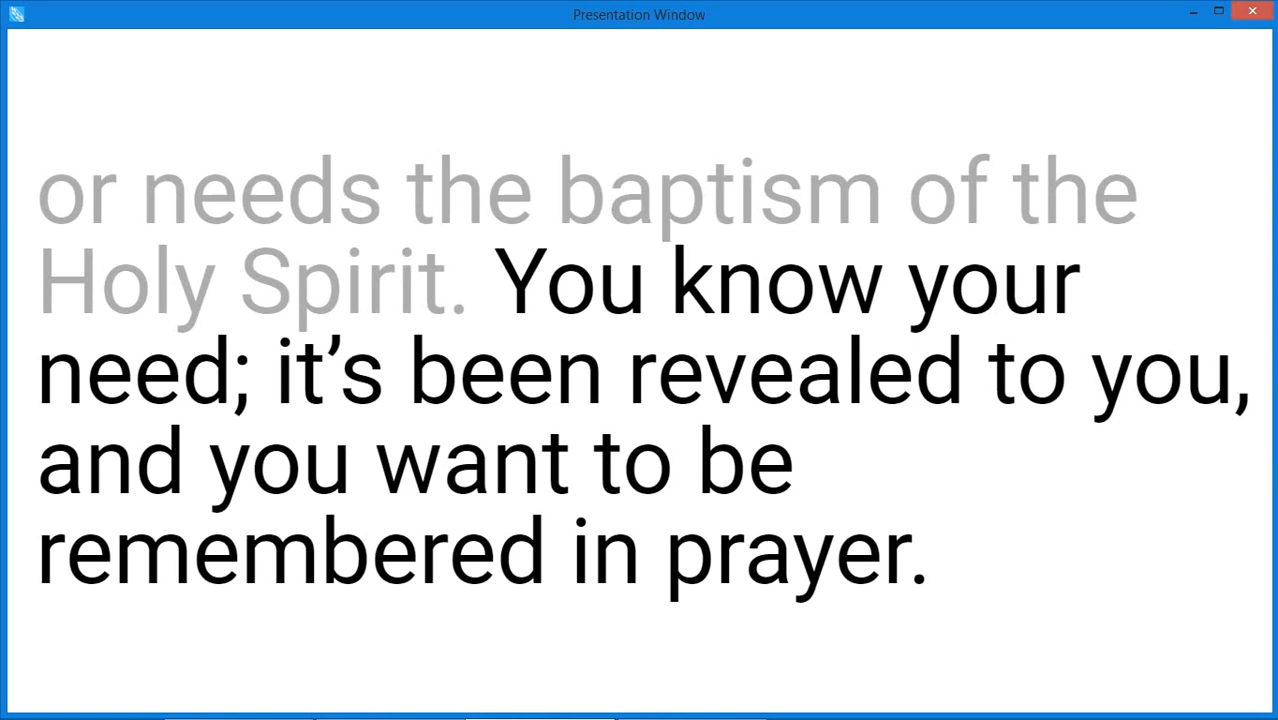 Presentation Window
or needs the baptism of the
Holy Spirit. You know your
need; it’s been revealed to you,
and you want to be
remembered in prayer.